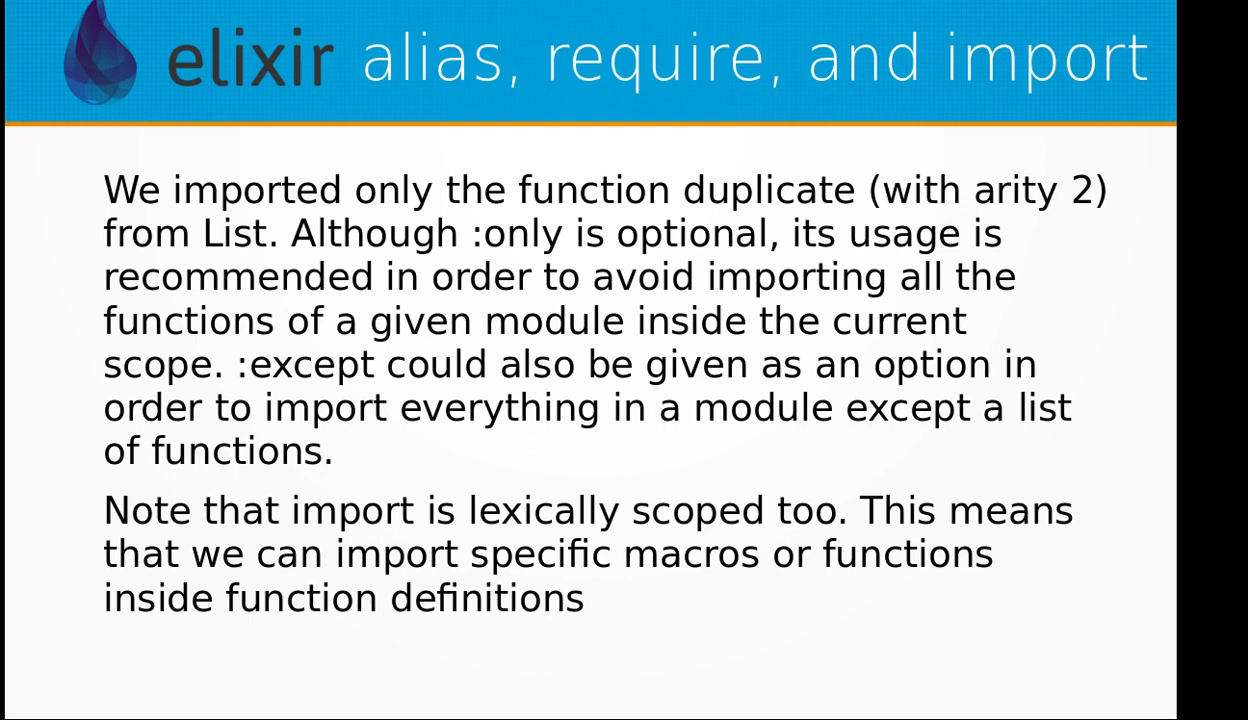 elixir alias, require, and import
We imported only the function duplicate (with arity 2)
from List. Although :only is optional, its usage is
recommended in order to avoid importing all the
functions of a given module inside the current
scope. :except could also be given as an option in
order to import everything in a module except a list
of functions.
Note that import is lexically scoped too. This means
that we can import specific macros or functions
inside function definitions